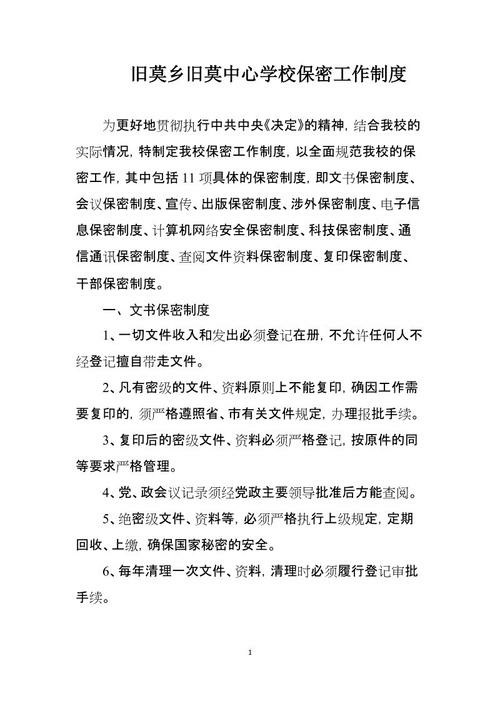 旧莫乡旧莫中心学校保密工作制度
为更好地贯彻执行中共中央《决定》的精神，结合我校的
实际情况，特制定我校保密工作制度，以全面规范我校的保
密工作，其中包括 11 项具体的保密制度，即文书保密制度、
会议保密制度、宣传、出版保密制度、涉外保密制度、电子信
息保密制度、计算机网络安全保密制度、科技保密制度、通
信通讯保密制度、查阅文件资料保密制度、复印保密制度、
干部保密制度。
一、文书保密制度
1、一切文件收入和发出必须登记在册，不允许任何人不
经登记擅自带走文件。
2、凡有密级的文件、资料原则上不能复印，确因工作需
要复印的，须严格遵照省、市有关文件规定，办理报批手续。
3、复印后的密级文件、资料必须严格登记，按原件的同
等要求严格管理。
4、党、政会议记录须经党政主要领导批准后方能查阅。
5、绝密级文件、资料等，必须严格执行上级规定，定期
回收、上缴，确保国家秘密的安全。
6、每年清理一次文件、资料，清理时必须履行登记审批
手续。
1